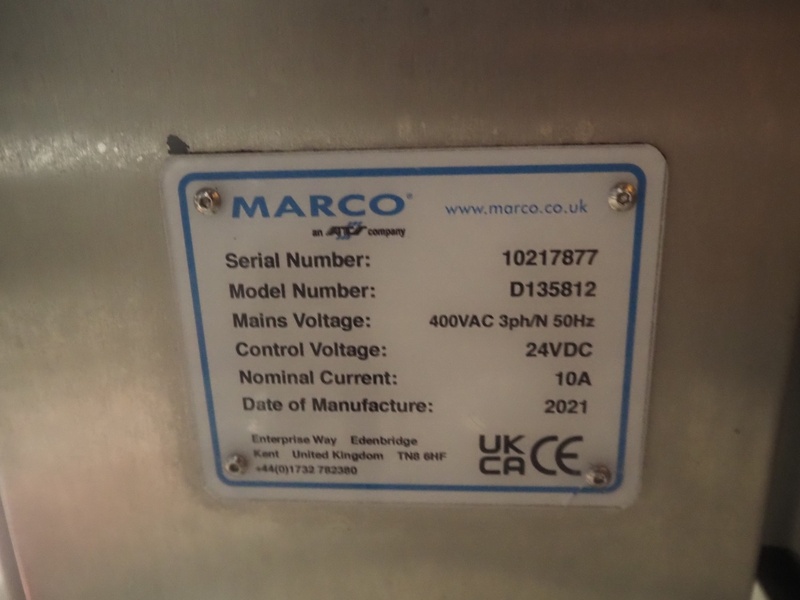 MARCO® www.marco.co.uk
an ATS company
Serial Number: 10217877
Model Number: D135812
Mains Voltage: 400VAC 3ph/N 50Hz
Control Voltage: 24VDC
Nominal Current: 10A
Date of Manufacture: 2021
Enterprise Way Edenbridge
Kent United Kingdom TN8 6HF
+44(0)1732 782380
UK
CA CE